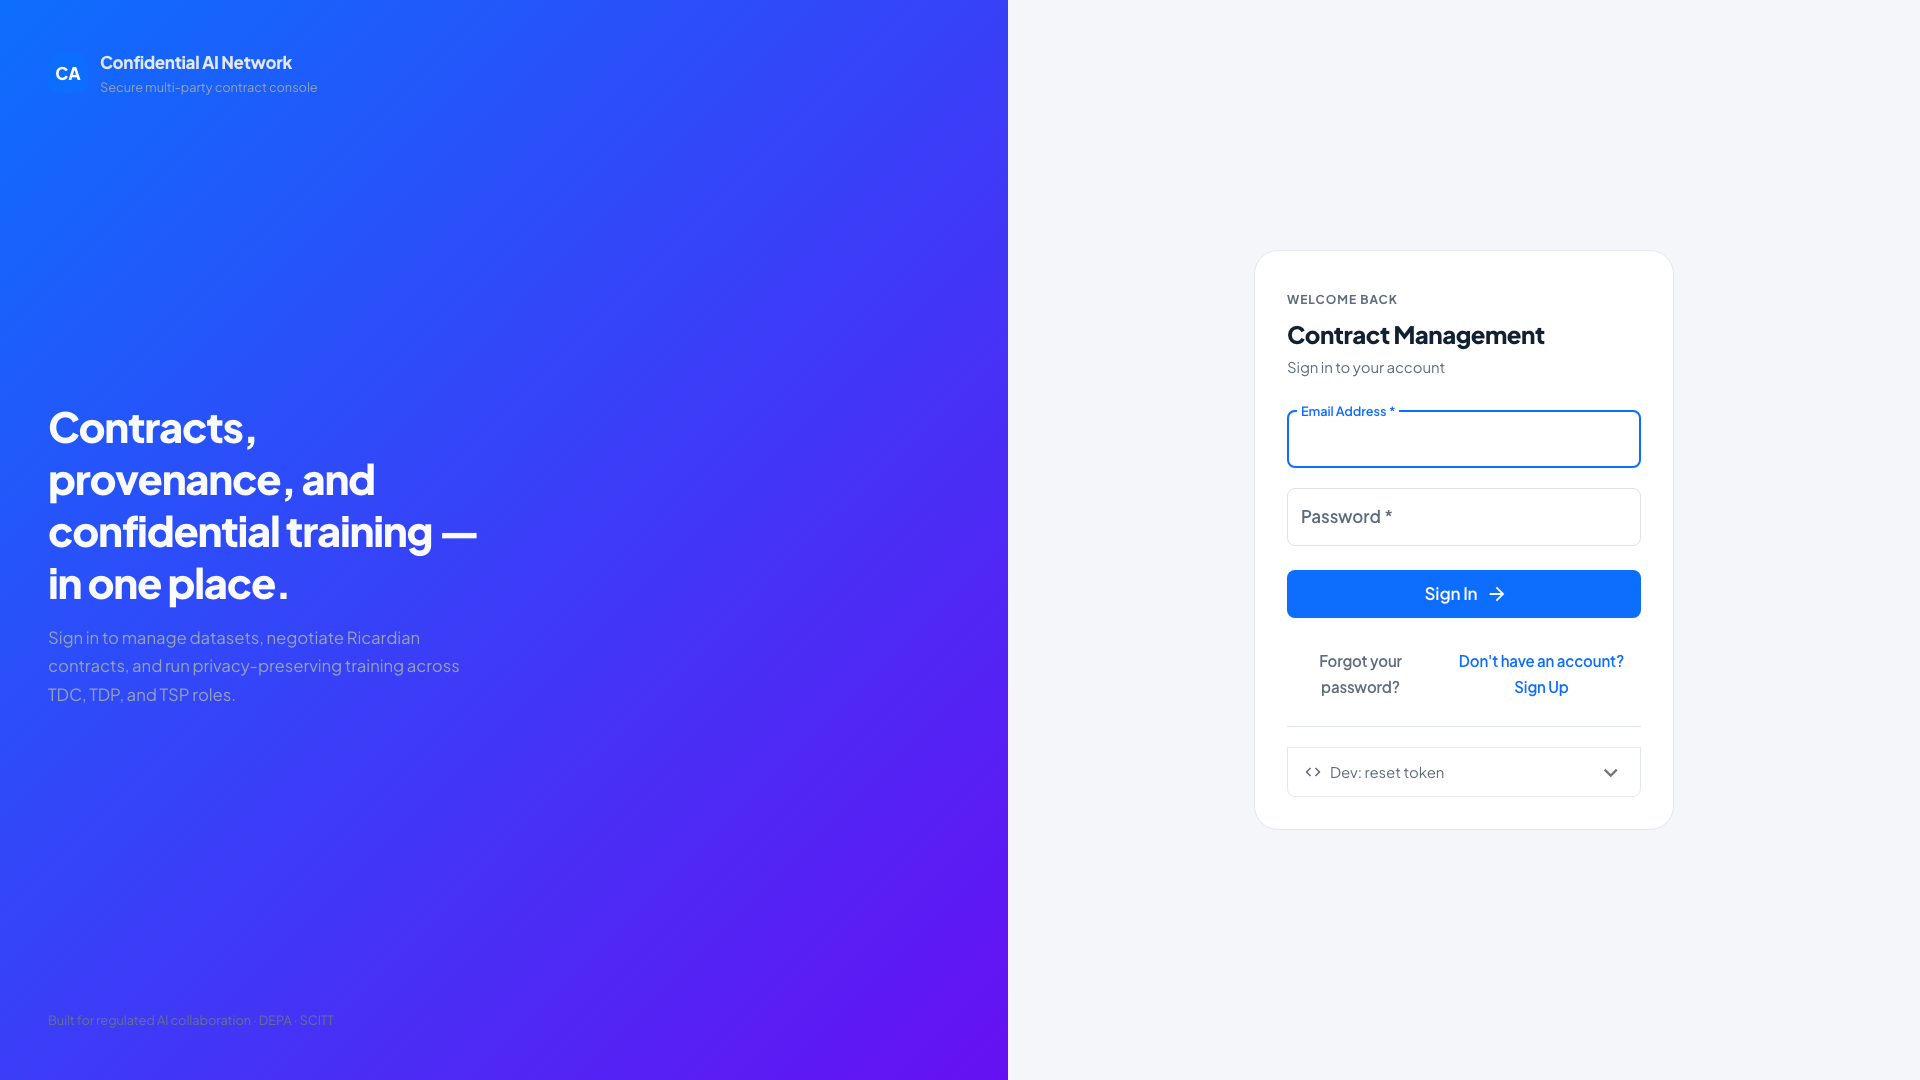 CA
Confidential AI Network
Secure multi-party contract console
Contracts,
provenance, and
confidential training —
in one place.
Sign in to manage datasets, negotiate Ricardian
contracts, and run privacy-preserving training across
TDC, TDP, and TSP roles.
Built for regulated AI collaboration · DEPA · SCITT
WELCOME BACK
Contract Management
Sign in to your account
Email Address *
Password *
Sign In
Forgot your
password?
Don't have an account?
Sign Up
Dev: reset token